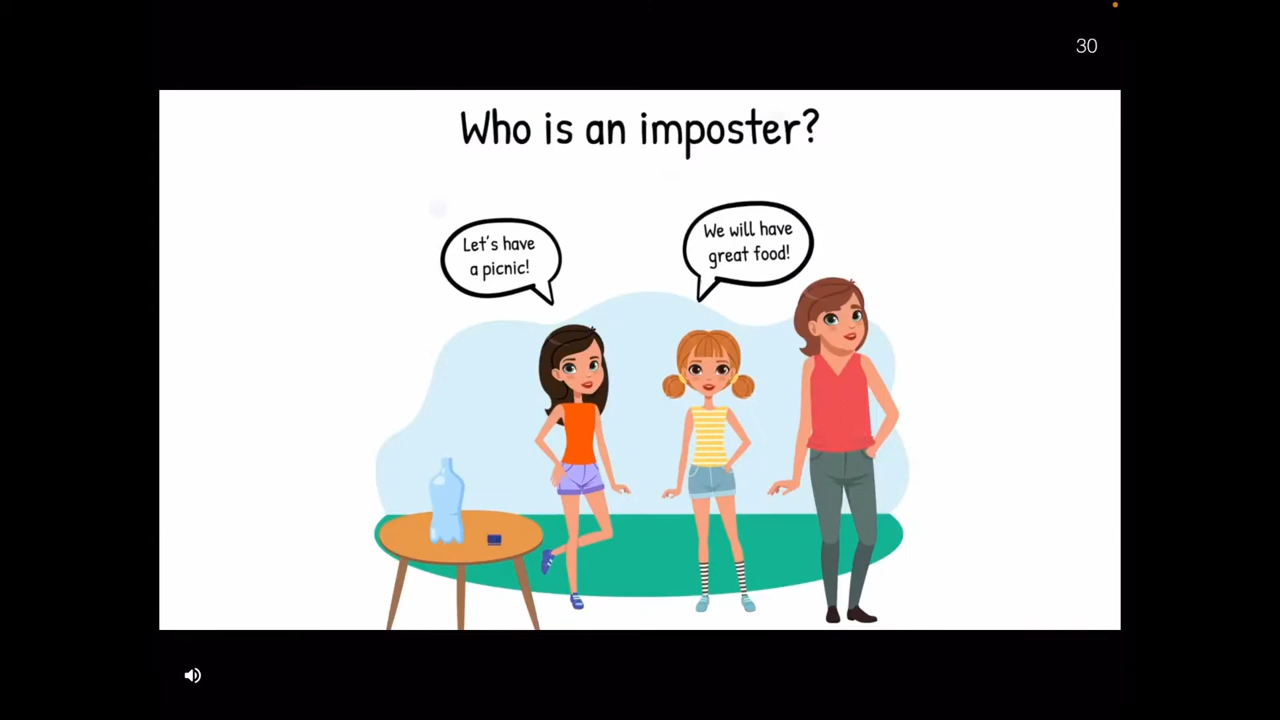 30
Who is an imposter?
Let's have
a picnic!
We will have
great food!